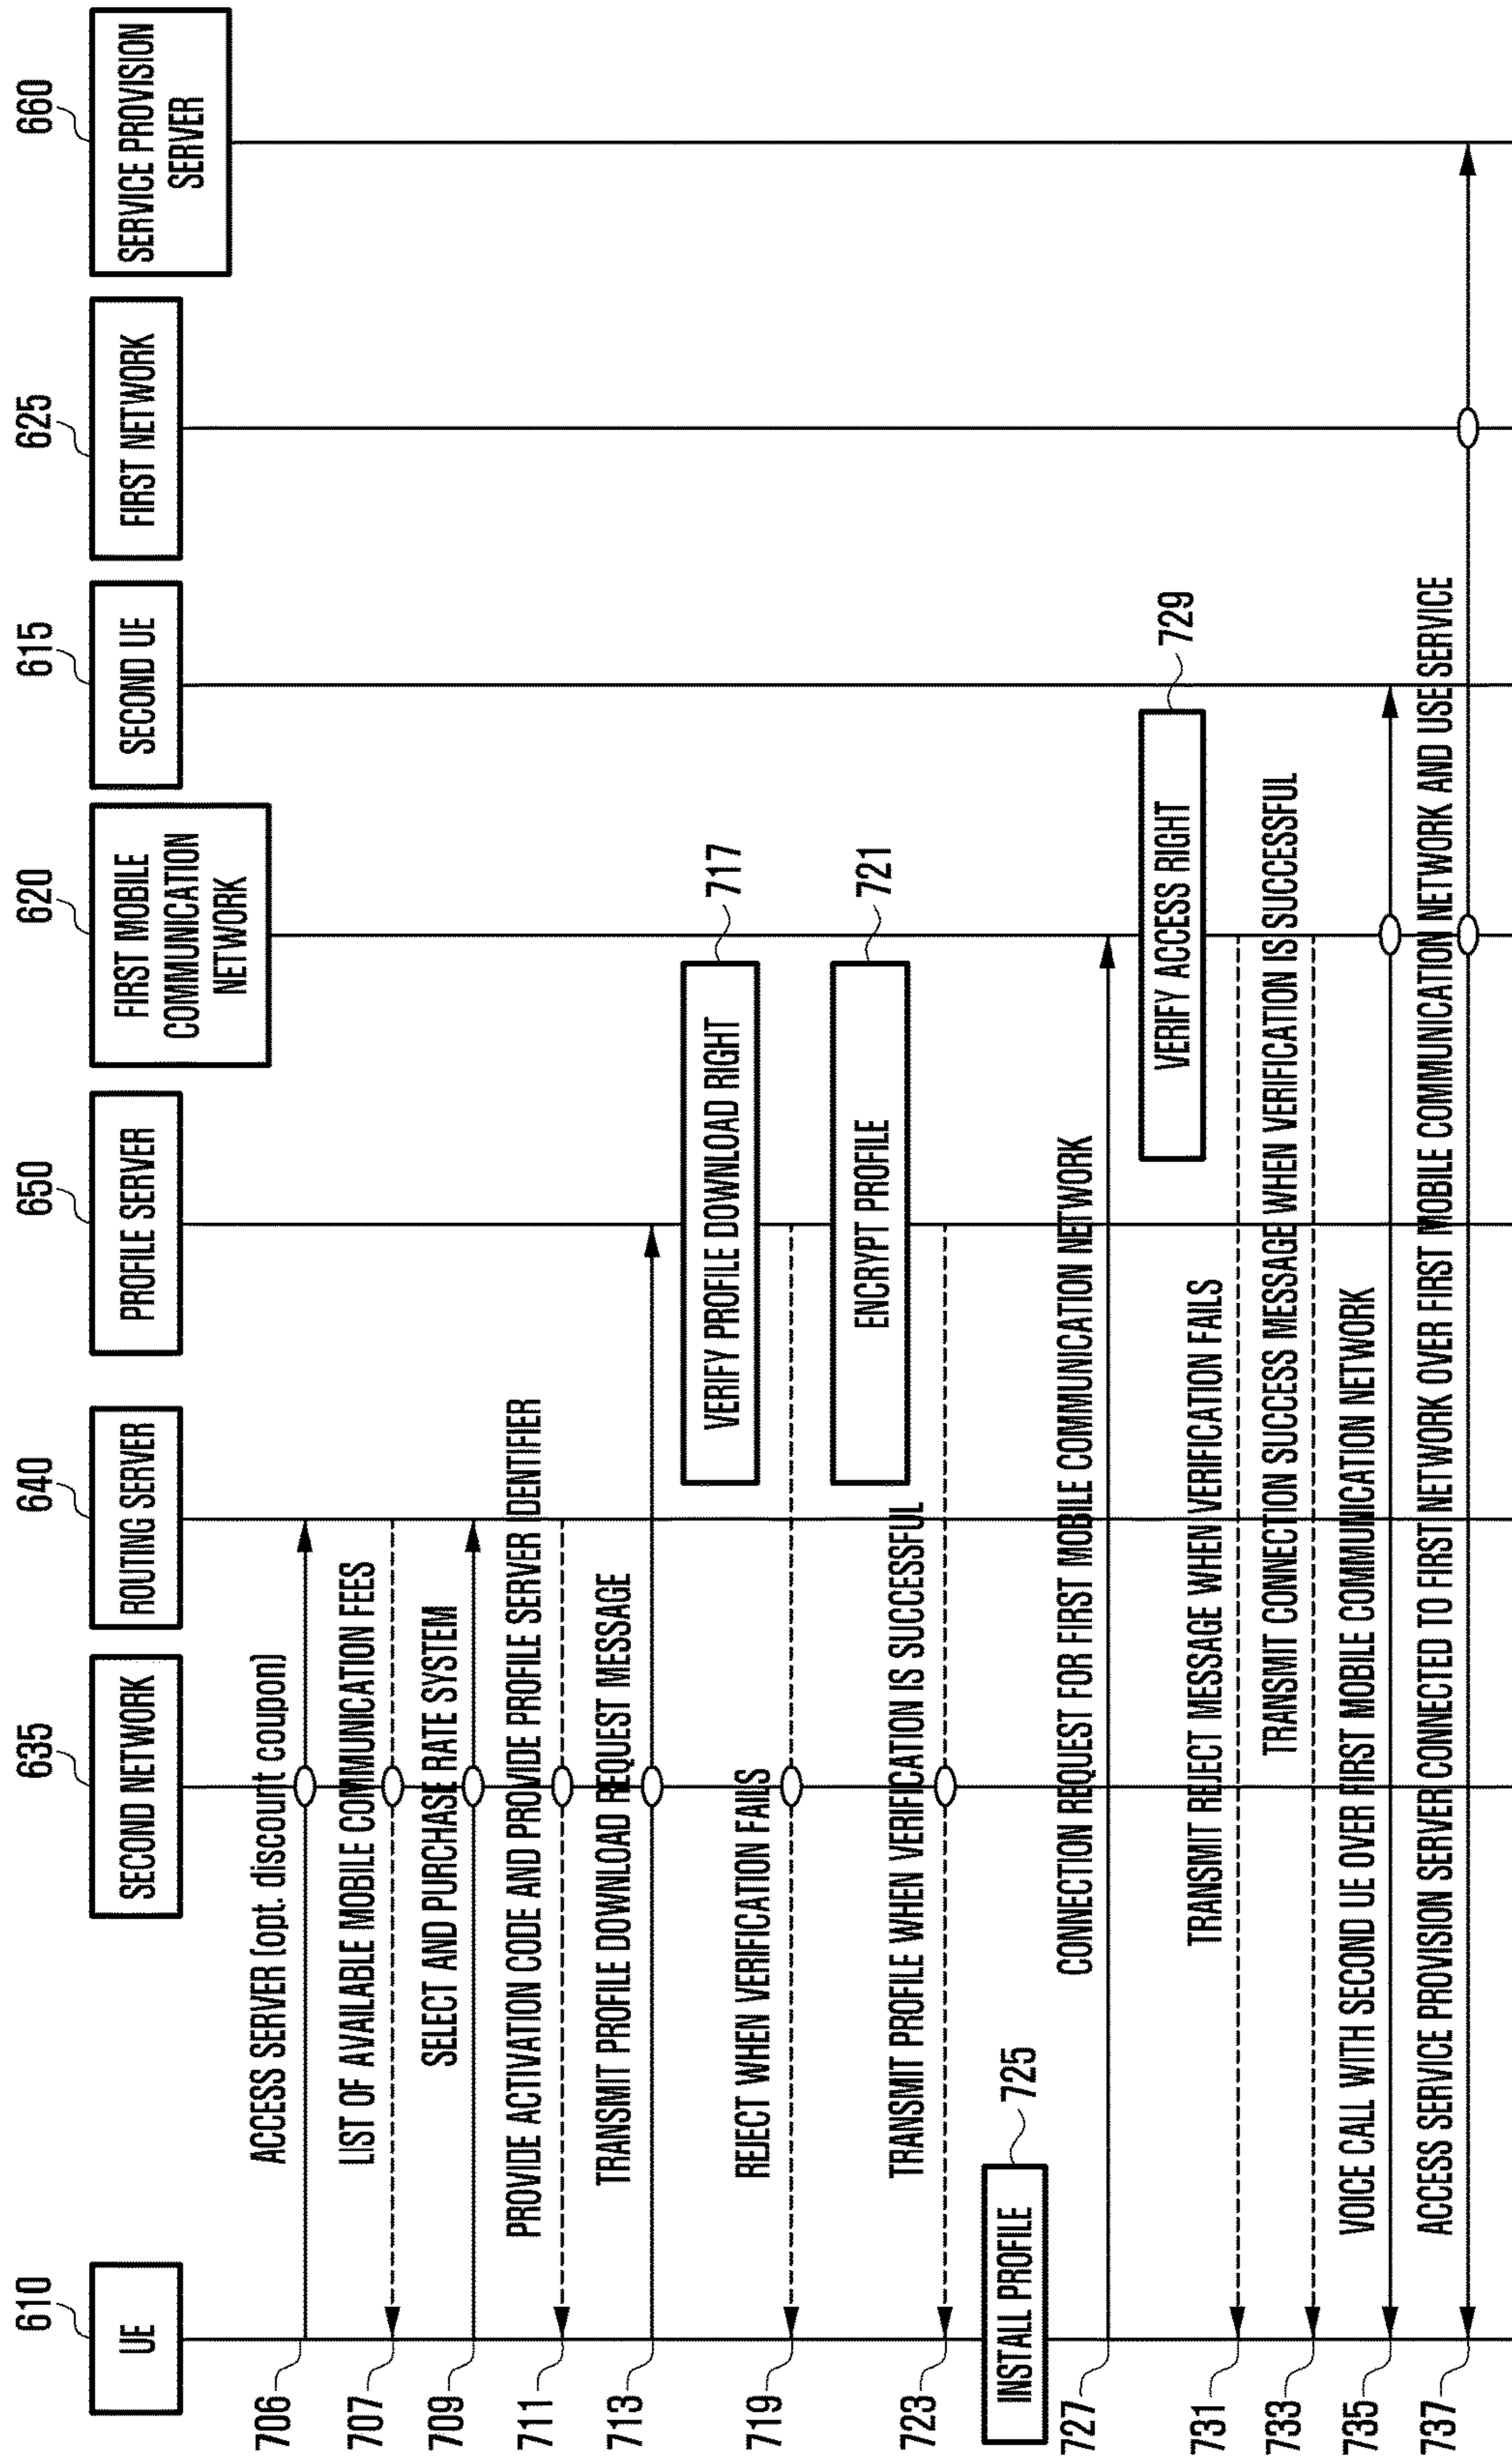 610
635
640
650
620
615
625
660
UE
SECOND NETWORK
ROUTING SERVER
PROFILE SERVER
FIRST MOBILE
COMMUNICATION
NETWORK
SECOND UE
FIRST NETWORK
SERVICE PROVISION
SERVER
706
ACCESS SERVER (opt. discount coupon)
707
LIST OF AVAILABLE MOBILE COMMUNICATION FEES
709
SELECT AND PURCHASE RATE SYSTEM
711
PROVIDE ACTIVATION CODE AND PROVIDE PROFILE SERVER IDENTIFIER
713
TRANSMIT PROFILE DOWNLOAD REQUEST MESSAGE
VERIFY PROFILE DOWNLOAD RIGHT
717
719
REJECT WHEN VERIFICATION FAILS
ENCRYPT PROFILE
721
723
TRANSMIT PROFILE WHEN VERIFICATION IS SUCCESSFUL
INSTALL PROFILE
725
727
CONNECTION REQUEST FOR FIRST MOBILE COMMUNICATION NETWORK
VERIFY ACCESS RIGHT
729
731
TRANSMIT REJECT MESSAGE WHEN VERIFICATION FAILS
733
TRANSMIT CONNECTION SUCCESS MESSAGE WHEN VERIFICATION IS SUCCESSFUL
735
VOICE CALL WITH SECOND UE OVER FIRST MOBILE COMMUNICATION NETWORK
737
ACCESS SERVICE PROVISION SERVER CONNECTED TO FIRST NETWORK OVER FIRST MOBILE COMMUNICATION NETWORK AND USE SERVICE